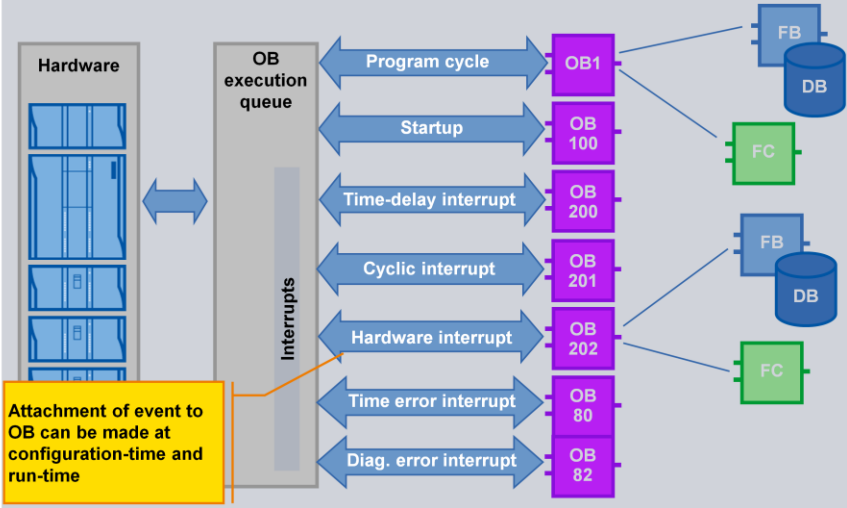 Hardware
OB
execution
queue
Interrupts
Program cycle
OB1
FB
DB
FC
Startup
OB
100
Time-delay interrupt
OB
200
Cyclic interrupt
OB
201
Hardware interrupt
OB
202
FB
DB
FC
Time error interrupt
OB
80
Diag. error interrupt
OB
82
Attachment of event to
OB can be made at
configuration-time and
run-time